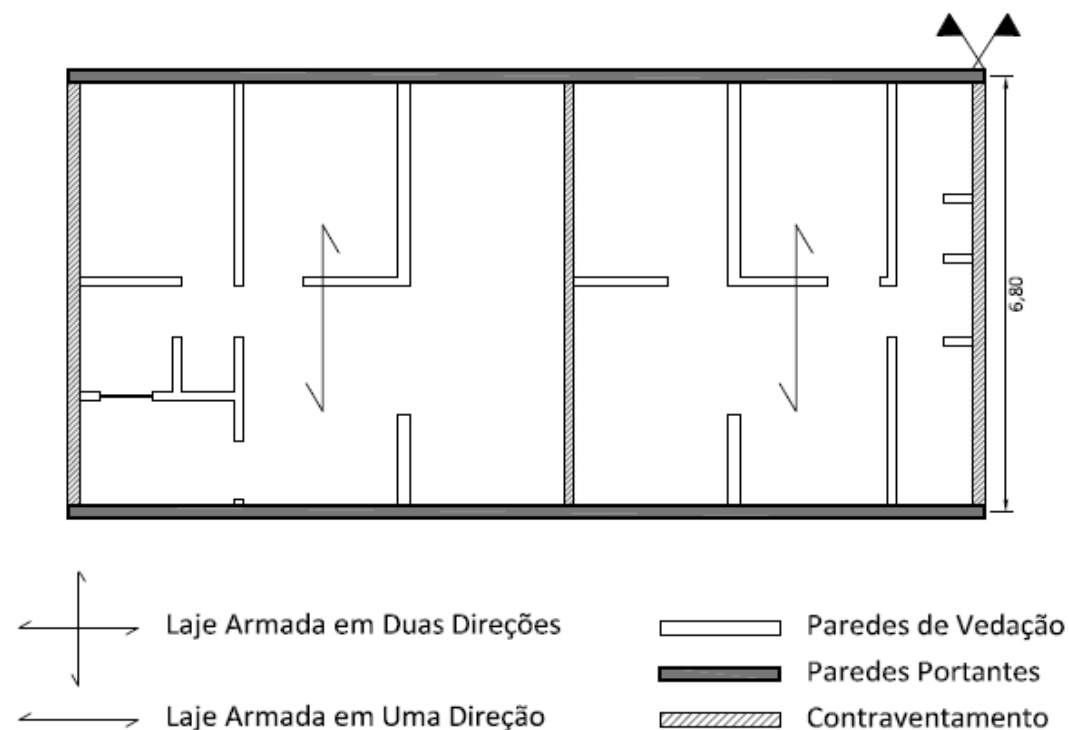 6,80
Laje Armada em Duas Direções
Paredes de Vedação
Paredes Portantes
Laje Armada em Uma Direção
Contraventamento